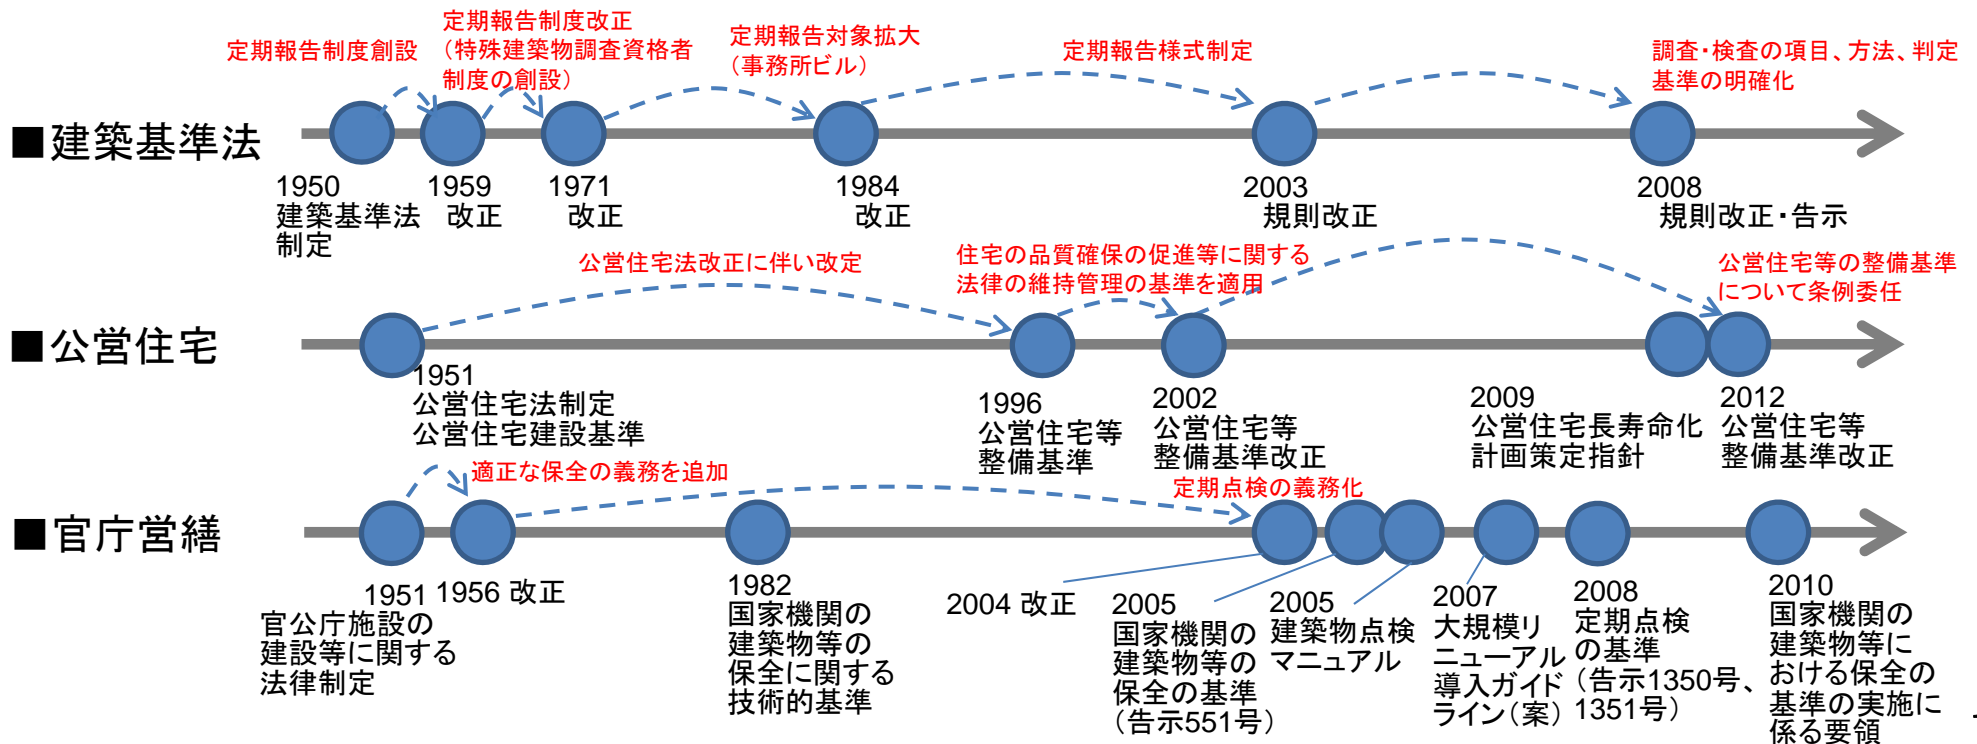 定期報告制度創設
定期報告制度改正
（特殊建築物調査資格者
制度の創設）
定期報告対象拡大
（事務所ビル）
定期報告様式制定
調査・検査の項目、方法、判定
基準の明確化
■建築基準法
1950
建築基準法
制定
1959
改正
1971
改正
1984
改正
2003
規則改正
2008
規則改正・告示
公営住宅法改正に伴い改定
住宅の品質確保の促進等に関する
法律の維持管理の基準を適用
公営住宅等の整備基準
について条例委任
■公営住宅
1951
公営住宅法制定
公営住宅建設基準
1996
公営住宅等
整備基準
2002
公営住宅等
整備基準改正
2009
公営住宅長寿命化
計画策定指針
2012
公営住宅等
整備基準改正
適正な保全の義務を追加
定期点検の義務化
■官庁営繕
1951
官公庁施設の
建設等に関する
法律制定
1956 改正
1982
国家機関の
建築物等の
保全に関する
技術的基準
2004 改正
2005
国家機関の
建築物等の
保全の基準
（告示551号）
2005
建築物点検
マニュアル
2007
大規模リ
ニューアル
導入ガイド
ライン（案）
2008
定期点検
の基準
（告示1350号、
1351号）
2010
国家機関の
建築物等に
おける保全の
基準の実施に
係る要領